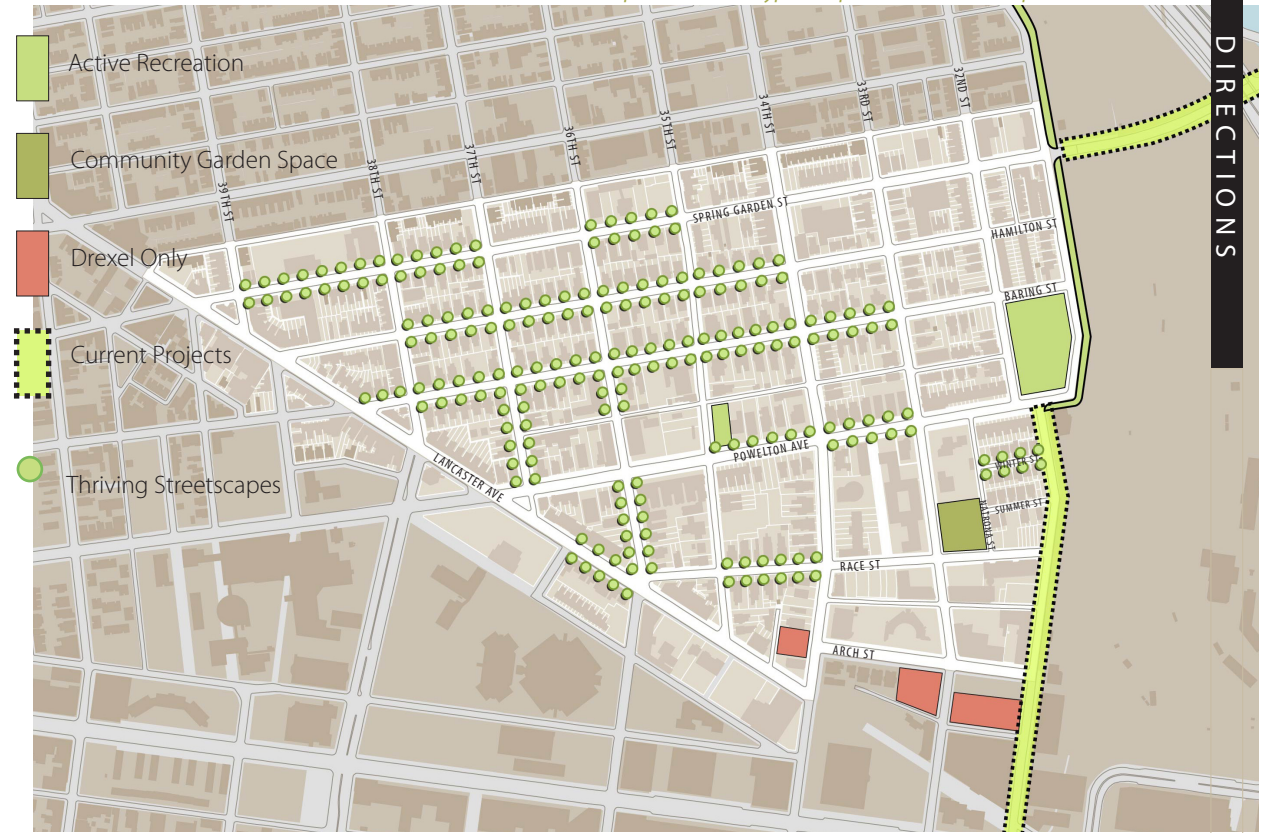 DIRECTIONS
Active Recreation
Community Garden Space
Drexel Only
Current Projects
Thriving Streetscapes
39TH ST
38TH ST
37TH ST
36TH ST
35TH ST
34TH ST
33RD ST
32ND ST
SPRING GARDEN ST
HAMILTON ST
BARING ST
POWELTON AVE
LANCASTER AVE
WINTER ST
SUMMER ST
NATRONA ST
RACE ST
ARCH ST